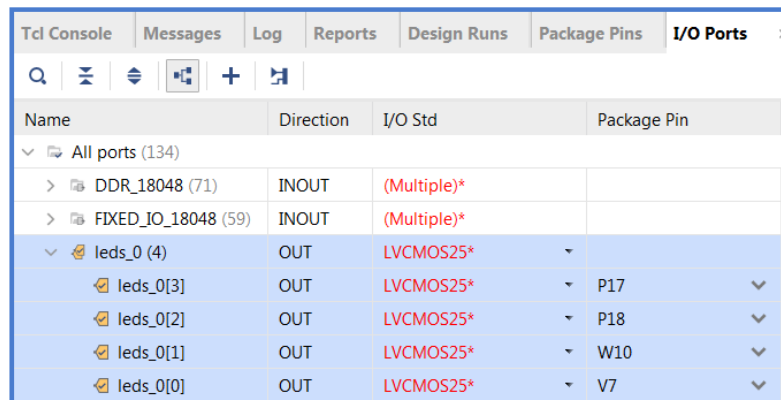 Tcl Console Messages Log Reports Design Runs Package Pins I/O Ports
Name Direction I/O Std Package Pin
All ports (134)
DDR_18048 (71) INOUT (Multiple)*
FIXED_IO_18048 (59) INOUT (Multiple)*
leds_0 (4) OUT LVCMOS25*
leds_0[3] OUT LVCMOS25* P17
leds_0[2] OUT LVCMOS25* P18
leds_0[1] OUT LVCMOS25* W10
leds_0[0] OUT LVCMOS25* V7